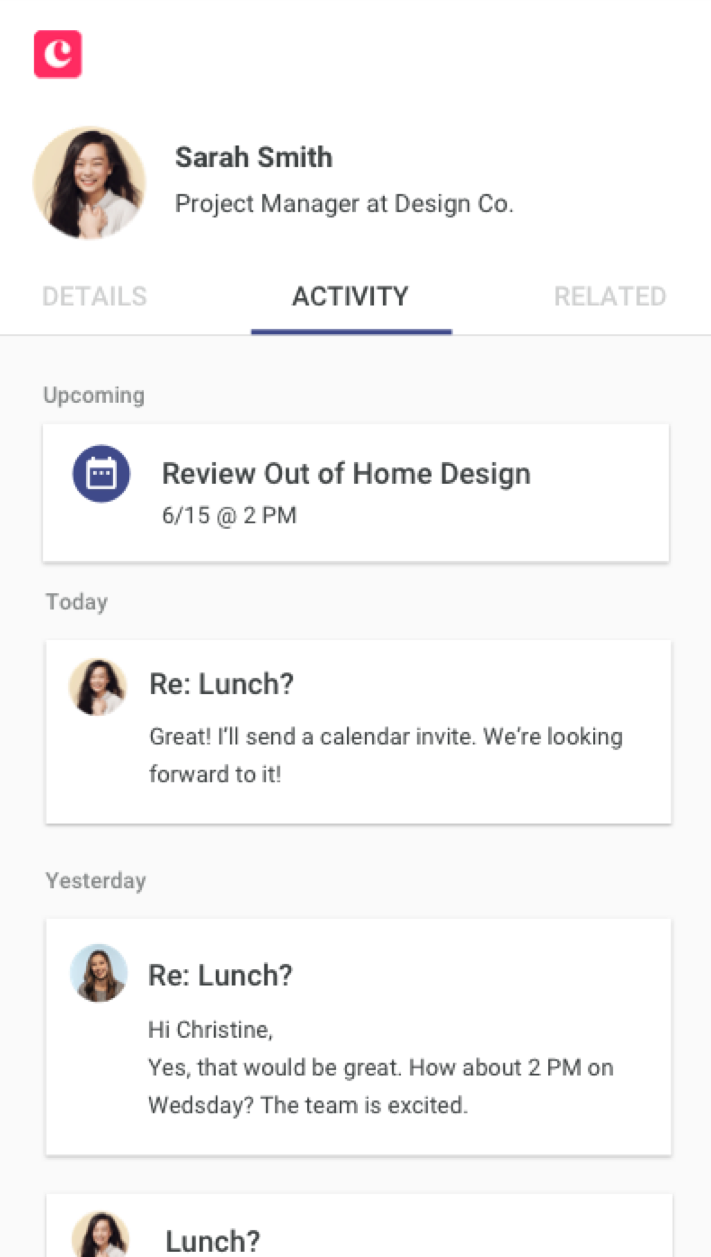 Sarah Smith
Project Manager at Design Co.
DETAILS ACTIVITY RELATED
Upcoming
Review Out of Home Design
6/15 @ 2 PM
Today
Re: Lunch?
Great! I’ll send a calendar invite. We’re looking
forward to it!
Yesterday
Re: Lunch?
Hi Christine,
Yes, that would be great. How about 2 PM on
Wedsday? The team is excited.
Lunch?